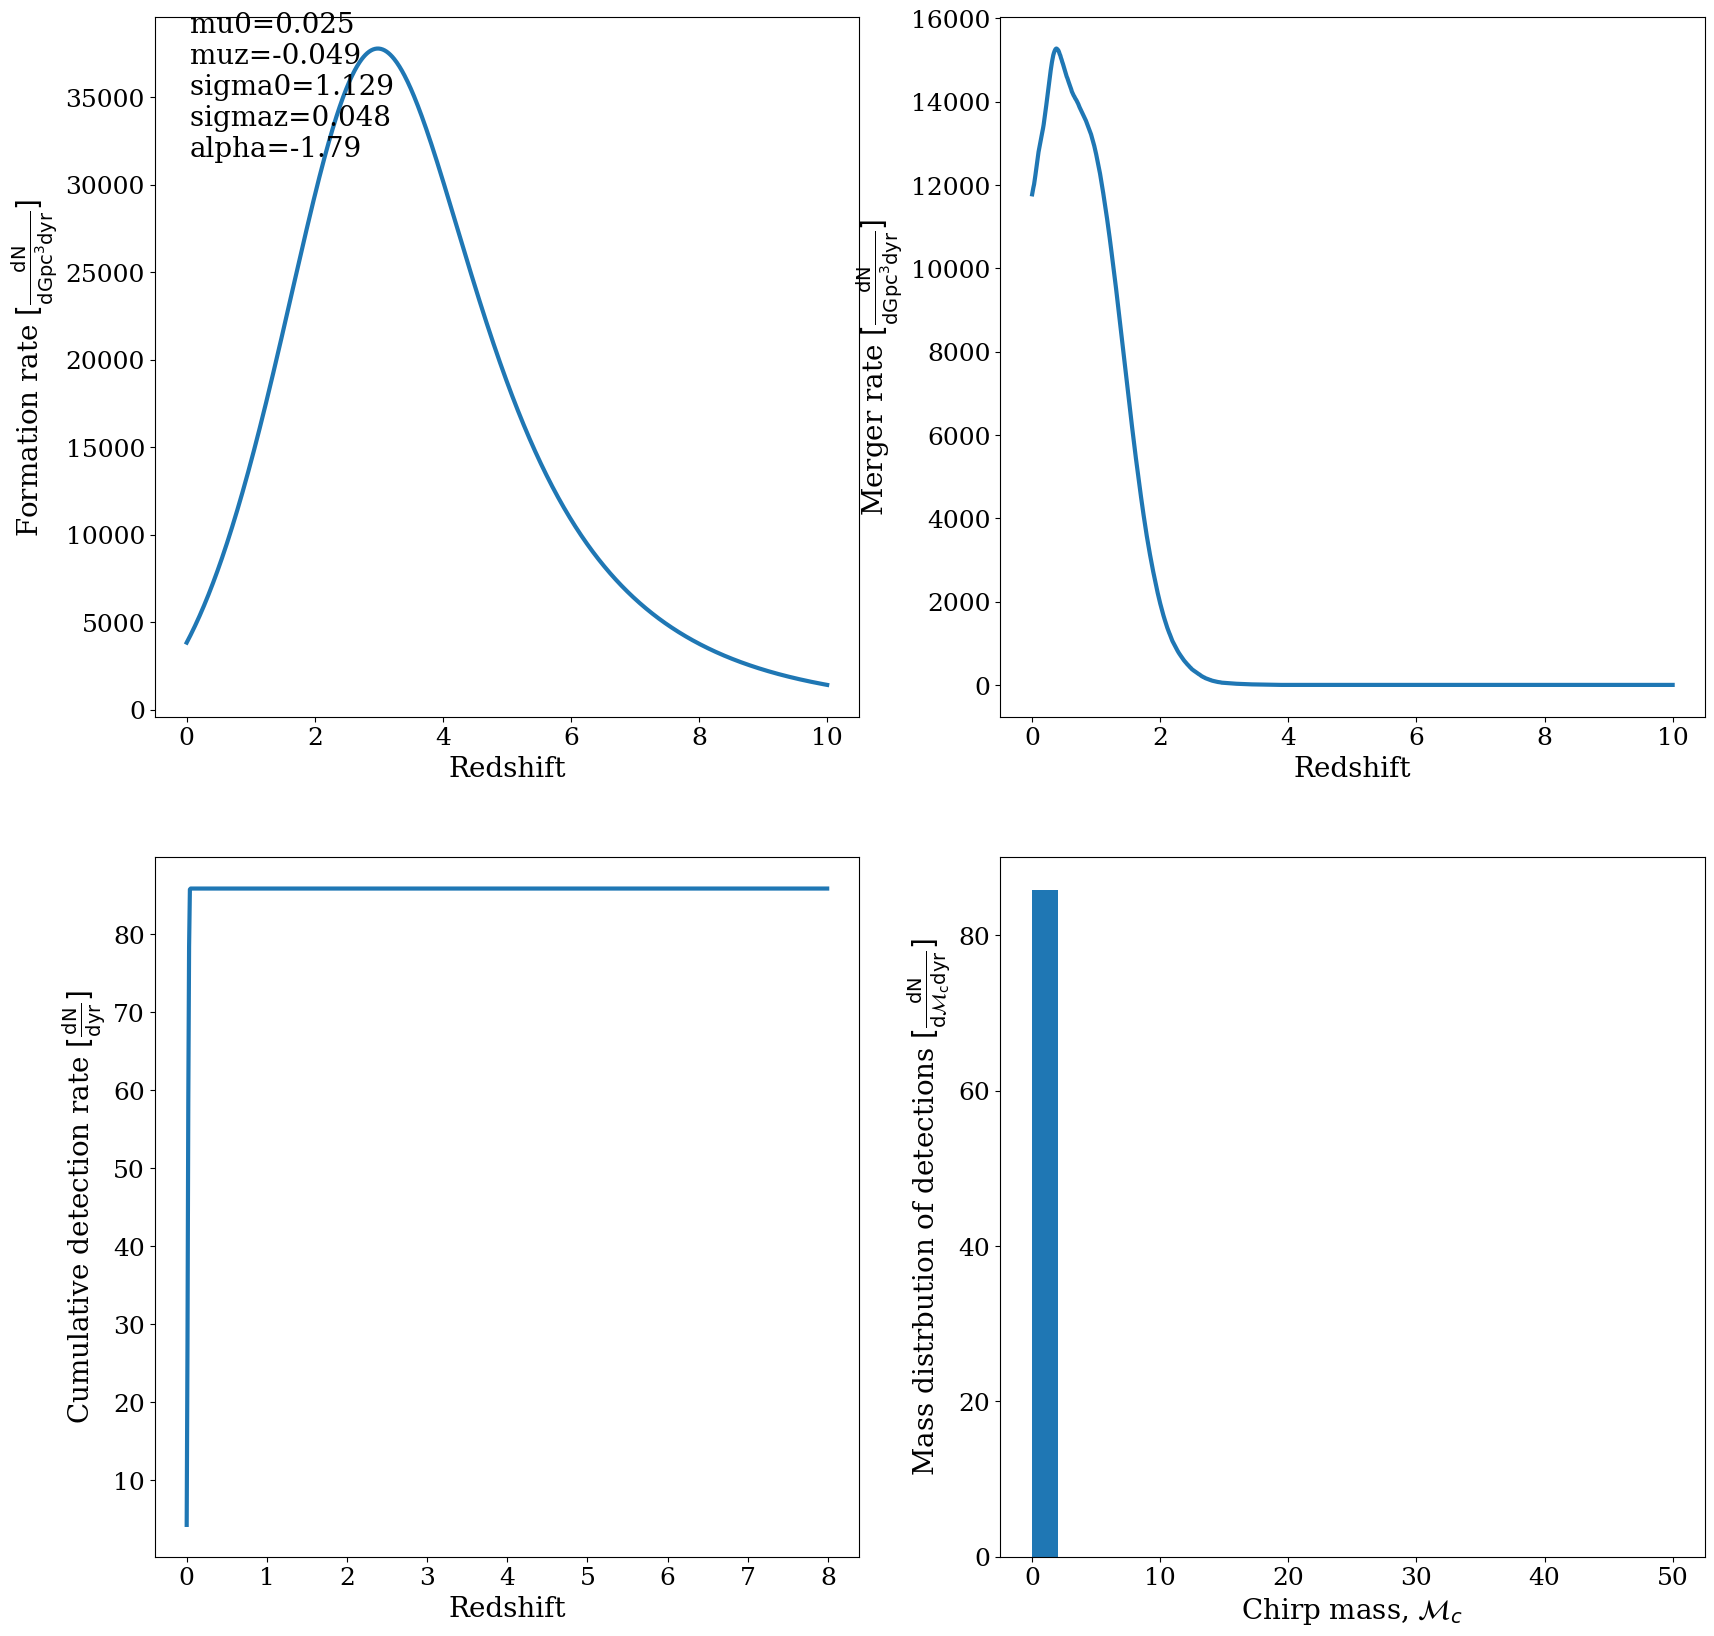 mu0=0.025
muz=-0.049
sigma0=1.129
sigmaz=0.048
alpha=-1.79
Formation rate [dN/dGpc³dyr]
35000
30000
25000
20000
15000
10000
5000
0
0 2 4 6 8 10
Redshift
Merger rate [dN/dGpc³dyr]
16000
14000
12000
10000
8000
6000
4000
2000
0
0 2 4 6 8 10
Redshift
Cumulative detection rate [dN/dyr]
80
70
60
50
40
30
20
10
0 1 2 3 4 5 6 7 8
Redshift
Mass distrbution of detections [dN/dℳcdyr]
80
60
40
20
0
0 10 20 30 40 50
Chirp mass, ℳc